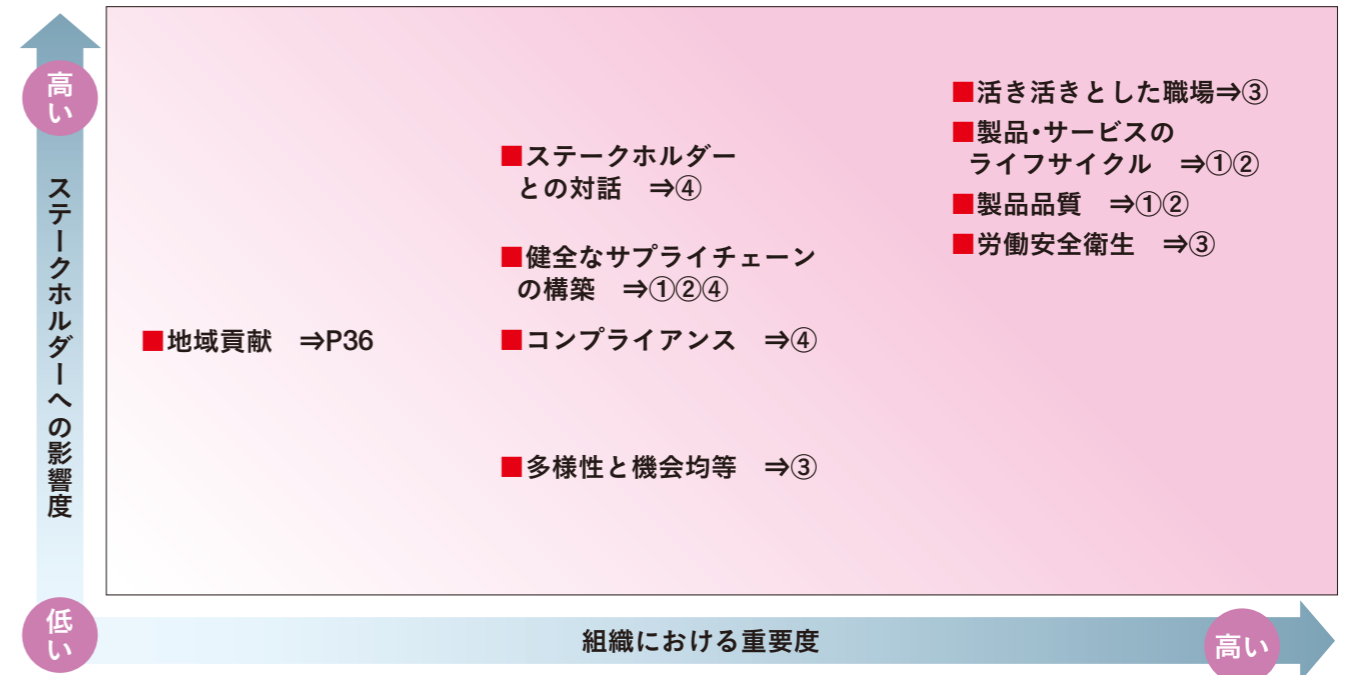 高い
ステークホルダーへの影響度
低い
■地域貢献　⇒P36
■ステークホルダー
との対話　⇒④
■健全なサプライチェーン
の構築　⇒①②④
■コンプライアンス　⇒④
■多様性と機会均等　⇒③
■活き活きとした職場⇒③
■製品・サービスの
ライフサイクル　⇒①②
■製品品質　⇒①②
■労働安全衛生　⇒③
組織における重要度
高い